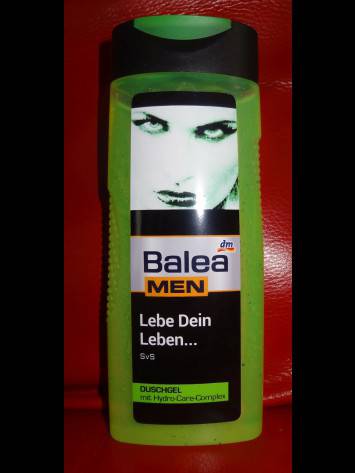 dm
Balea
MEN
Lebe Dein
Leben...
SvS
DUSCHGEL
mit Hydro-Care-Complex